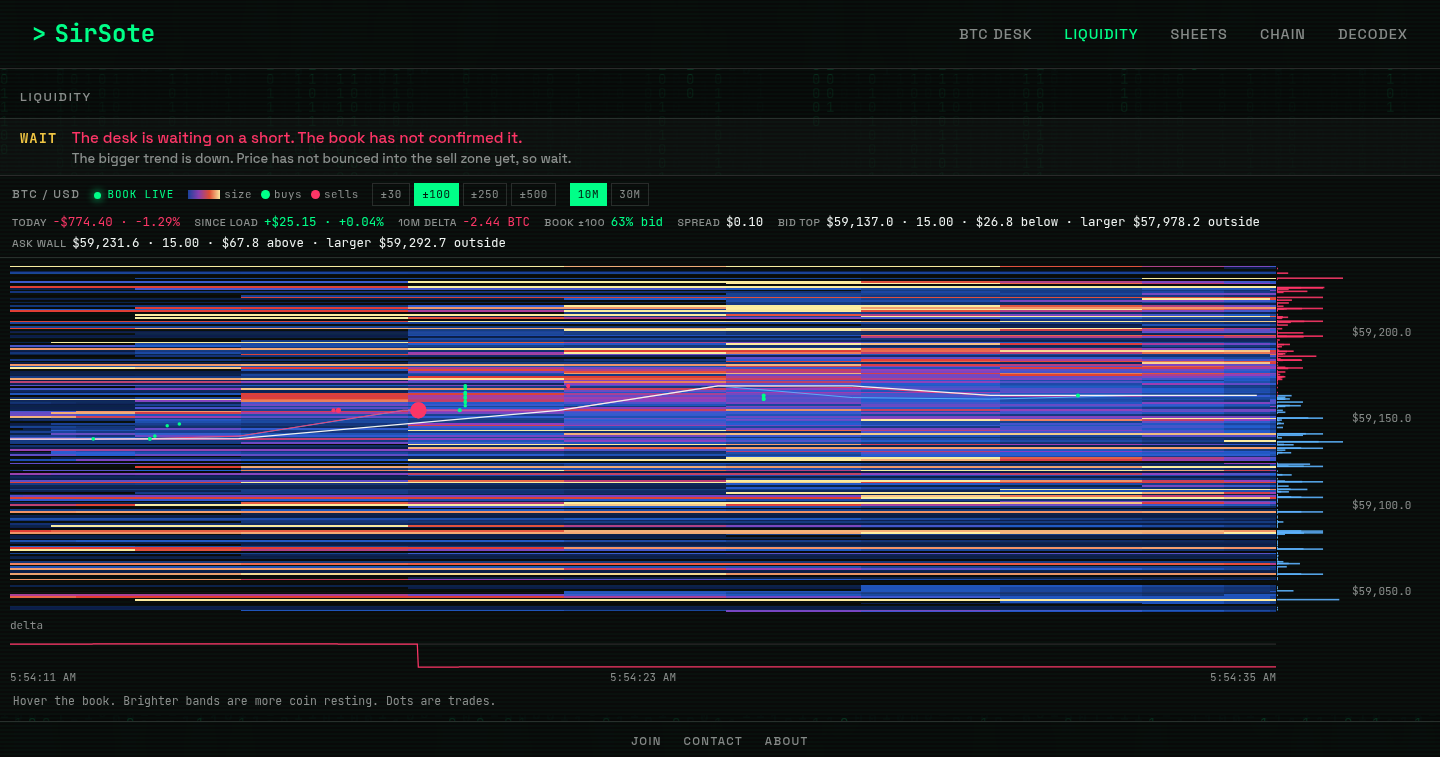 > SirSote
BTC DESK LIQUIDITY SHEETS CHAIN DECODEX
LIQUIDITY
WAIT The desk is waiting on a short. The book has not confirmed it.
The bigger trend is down. Price has not bounced into the sell zone yet, so wait.
BTC / USD BOOK LIVE size buys sells ±30 ±100 ±250 ±500 10M 30M
TODAY -$774.40 · -1.29% SINCE LOAD +$25.15 · +0.04% 10M DELTA -2.44 BTC BOOK ±100 63% bid SPREAD $0.10 BID TOP $59,137.0 · 15.00 · $26.8 below · larger $57,978.2 outside
ASK WALL $59,231.6 · 15.00 · $67.8 above · larger $59,292.7 outside
$59,200.0
$59,150.0
$59,100.0
$59,050.0
delta
5:54:11 AM 5:54:23 AM 5:54:35 AM
Hover the book. Brighter bands are more coin resting. Dots are trades.
JOIN CONTACT ABOUT